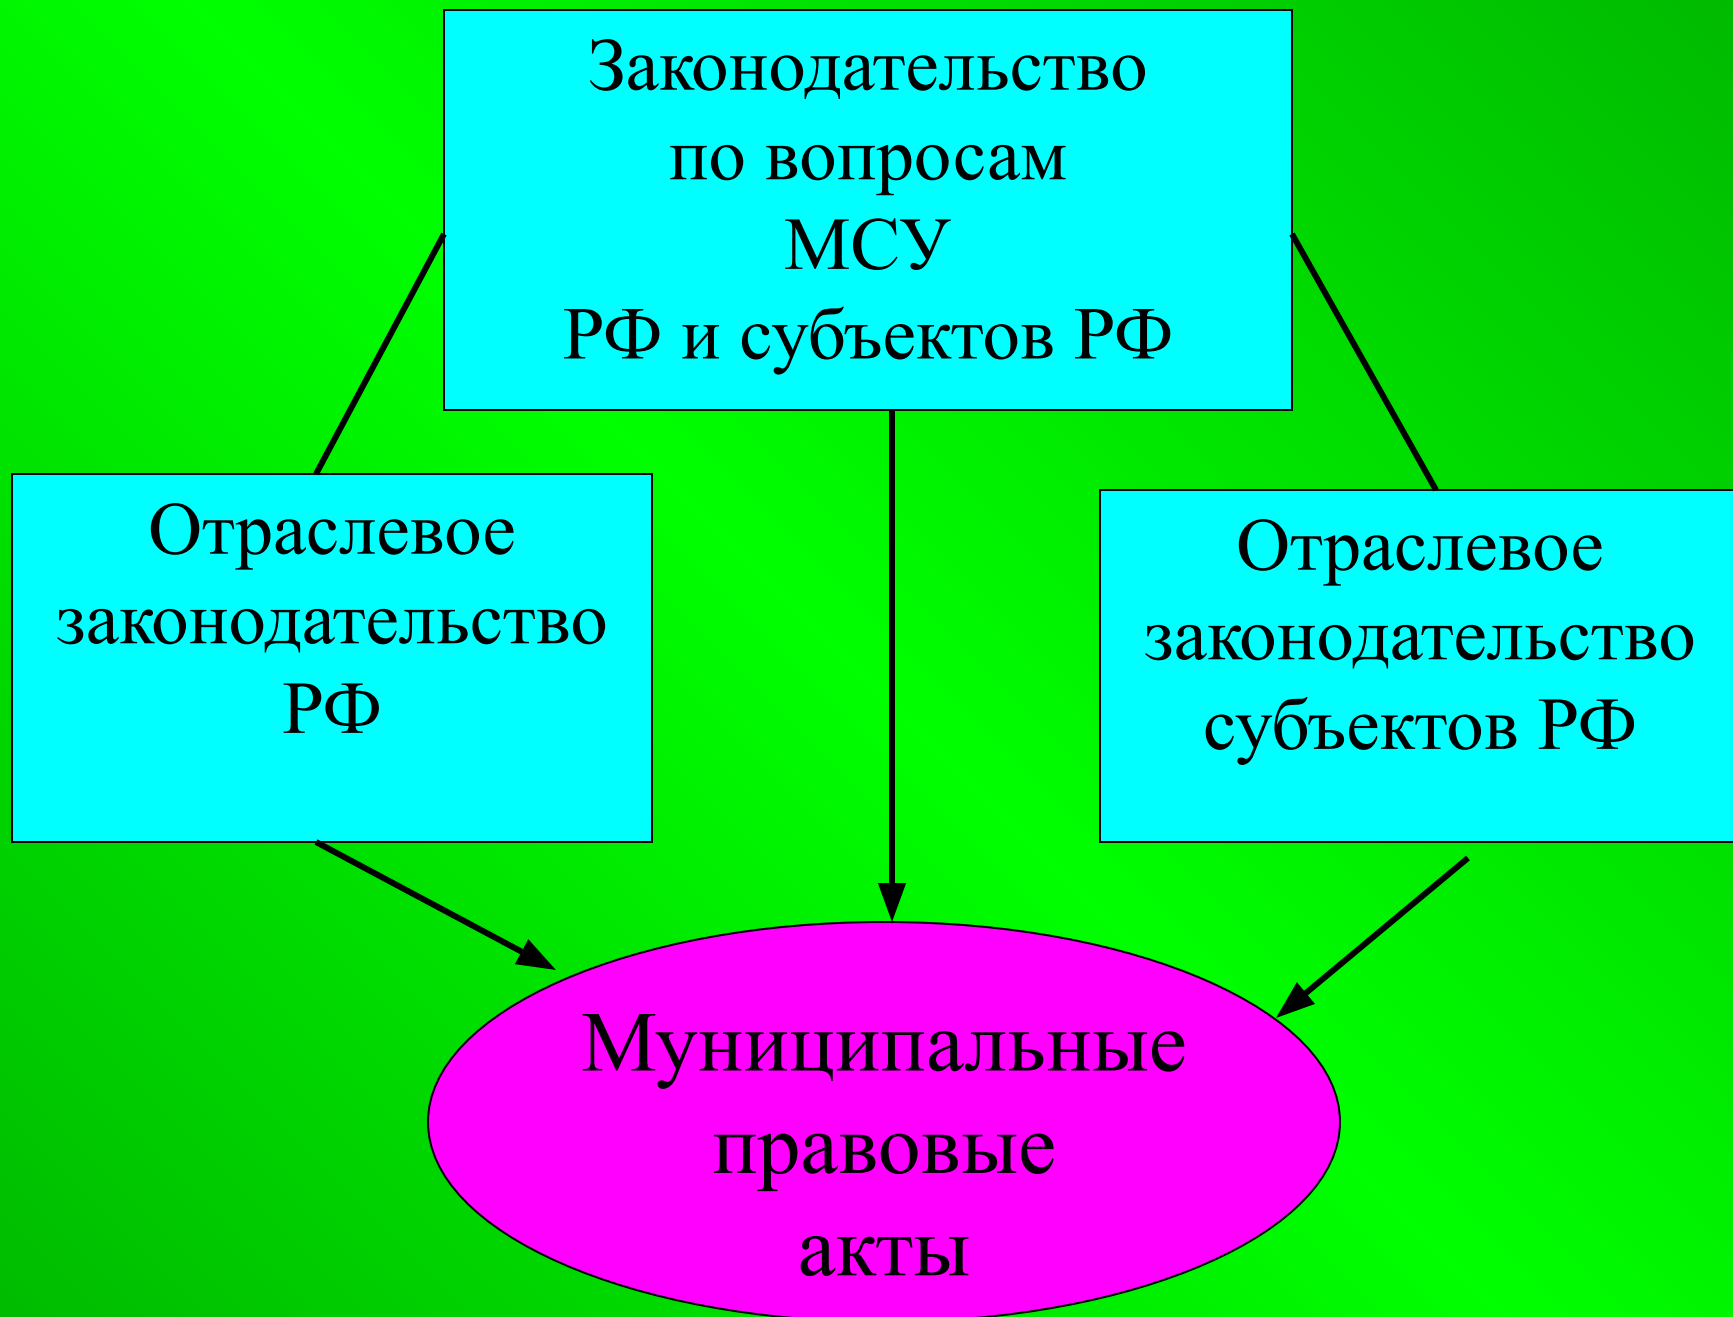 Законодательство
по вопросам
МСУ
РФ и субъектов РФ
Отраслевое
законодательство
РФ
Отраслевое
законодательство
субъектов РФ
Муниципальные
правовые
акты